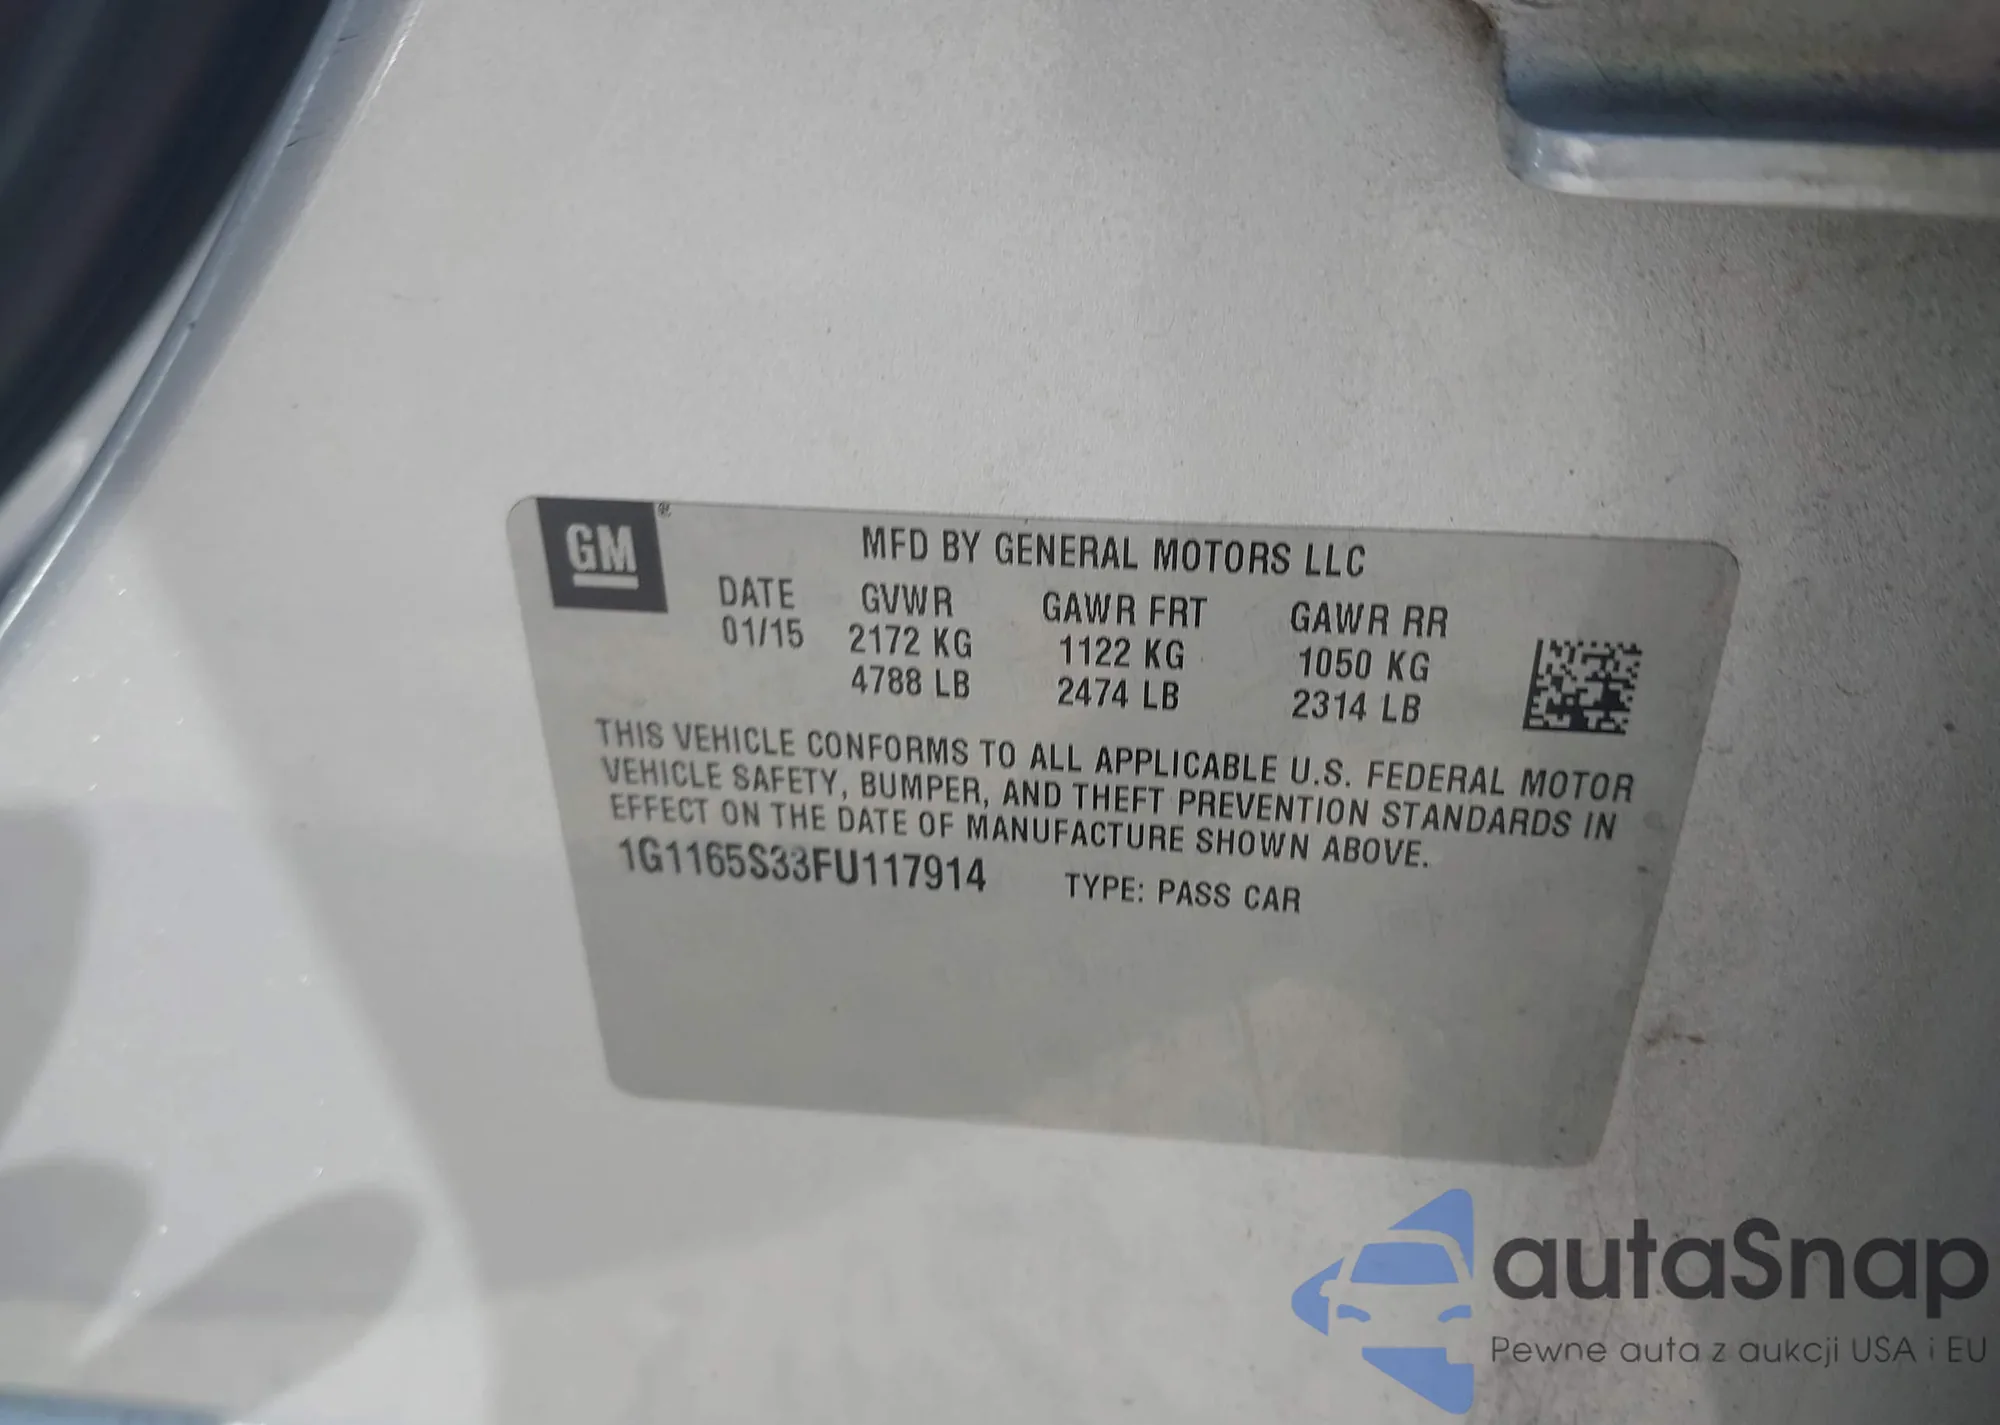 GM ®
MFD BY GENERAL MOTORS LLC
DATE GVWR GAWR FRT GAWR RR
01/15 2172 KG 1122 KG 1050 KG
4788 LB 2474 LB 2314 LB
THIS VEHICLE CONFORMS TO ALL APPLICABLE U.S. FEDERAL MOTOR
VEHICLE SAFETY, BUMPER, AND THEFT PREVENTION STANDARDS IN
EFFECT ON THE DATE OF MANUFACTURE SHOWN ABOVE.
1G1165S33FU117914 TYPE: PASS CAR
autaSnap
Pewne auta z aukcji USA i EU